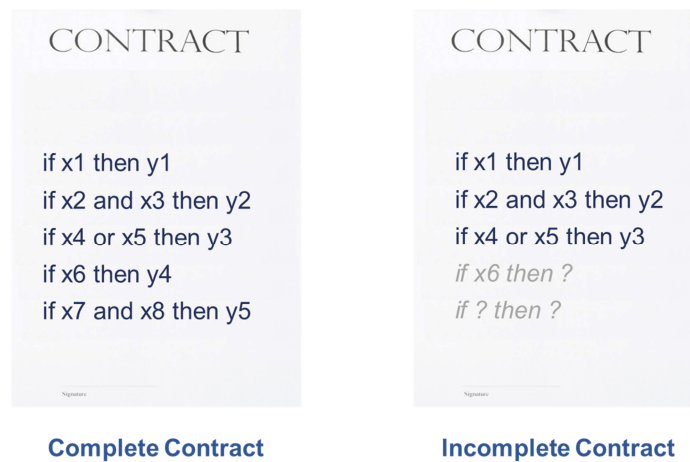 CONTRACT
if x1 then y1
if x2 and x3 then y2
if x4 or x5 then y3
if x6 then y4
if x7 and x8 then y5
Signature
Complete Contract
CONTRACT
if x1 then y1
if x2 and x3 then y2
if x4 or x5 then y3
if x6 then ?
if ? then ?
Signature
Incomplete Contract